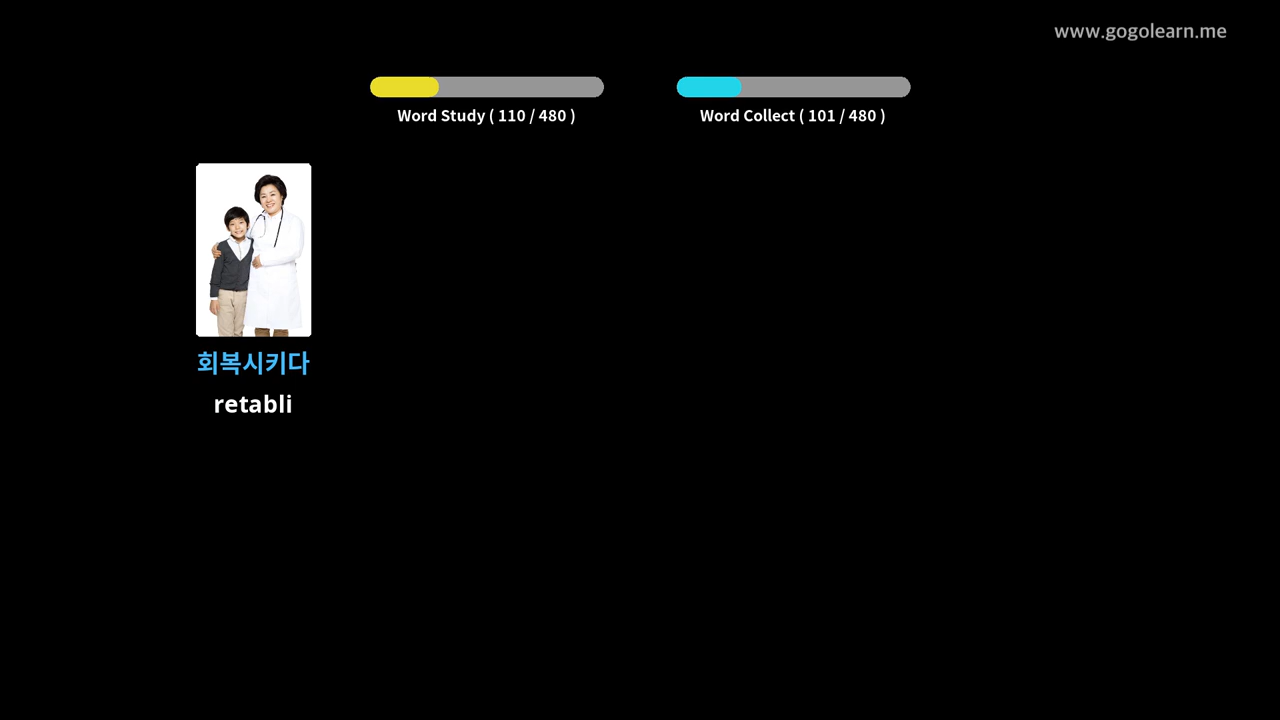 www.gogolearn.me
Word Study ( 110 / 480 )
Word Collect ( 101 / 480 )
회복시키다
retabli